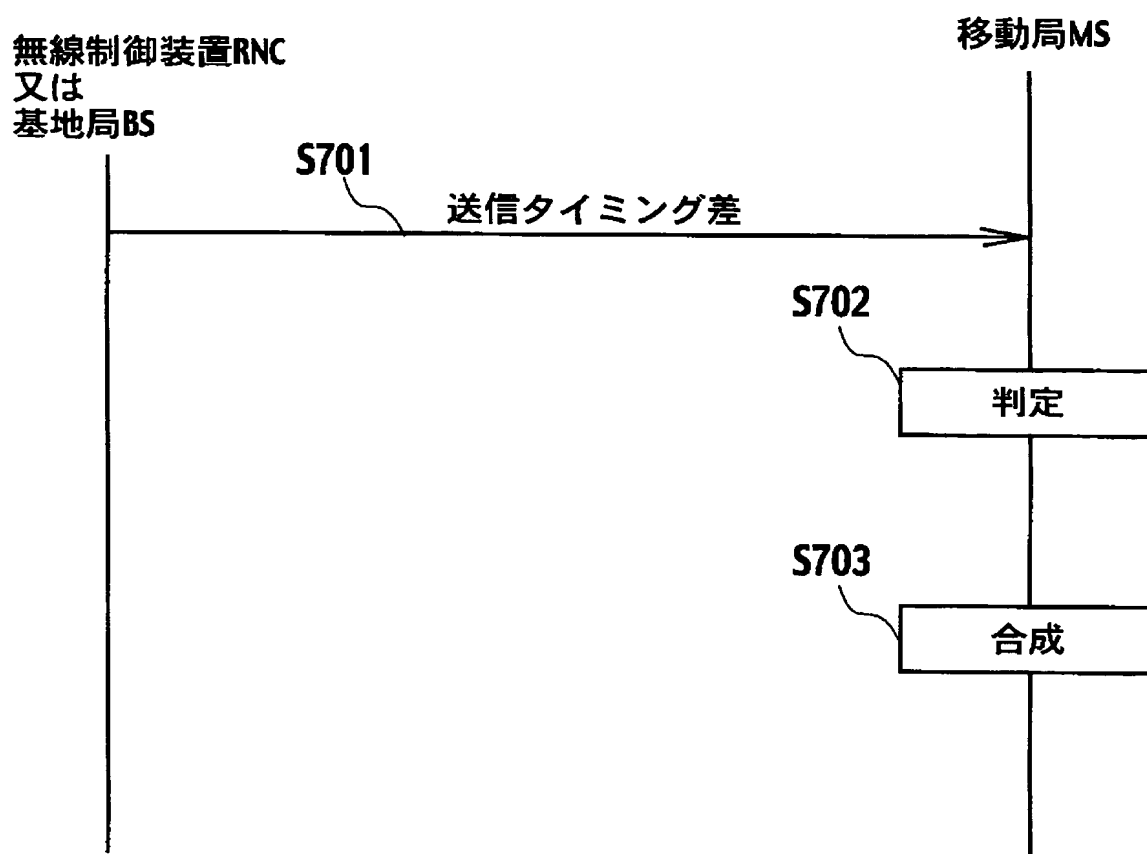 無線制御装置RNC
又は
基地局BS
移動局MS
S701
送信タイミング差
S702
判定
S703
合成